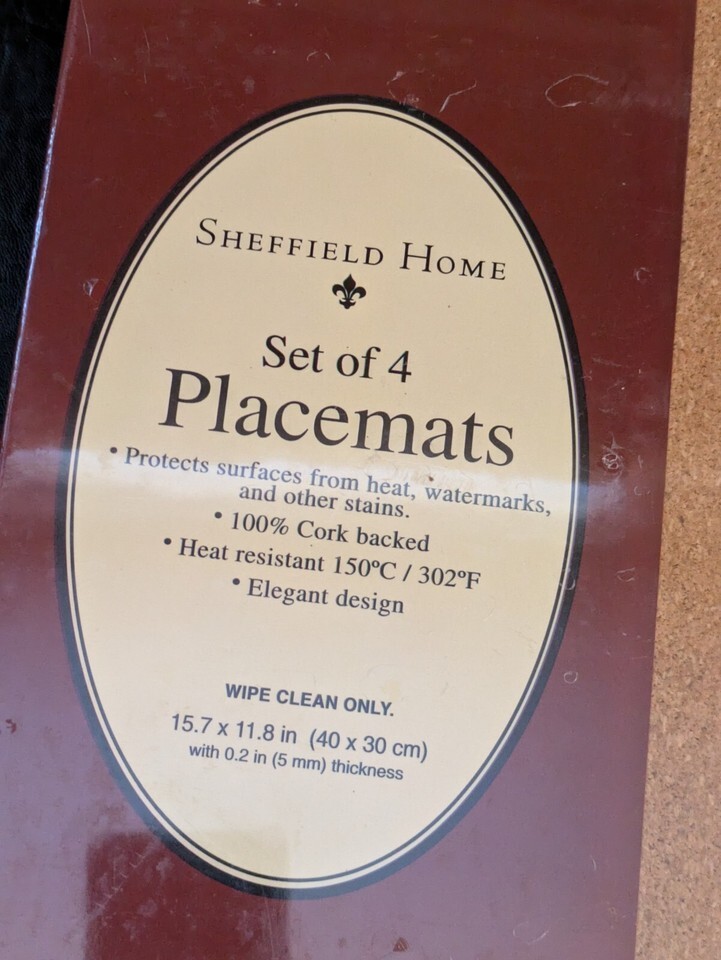 SHEFFIELD HOME
Set of 4
Placemats
• Protects surfaces from heat, watermarks,
and other stains.
• 100% Cork backed
• Heat resistant 150ºC / 302ºF
• Elegant design
WIPE CLEAN ONLY.
15.7 x 11.8 in (40 x 30 cm)
with 0.2 in (5 mm) thickness